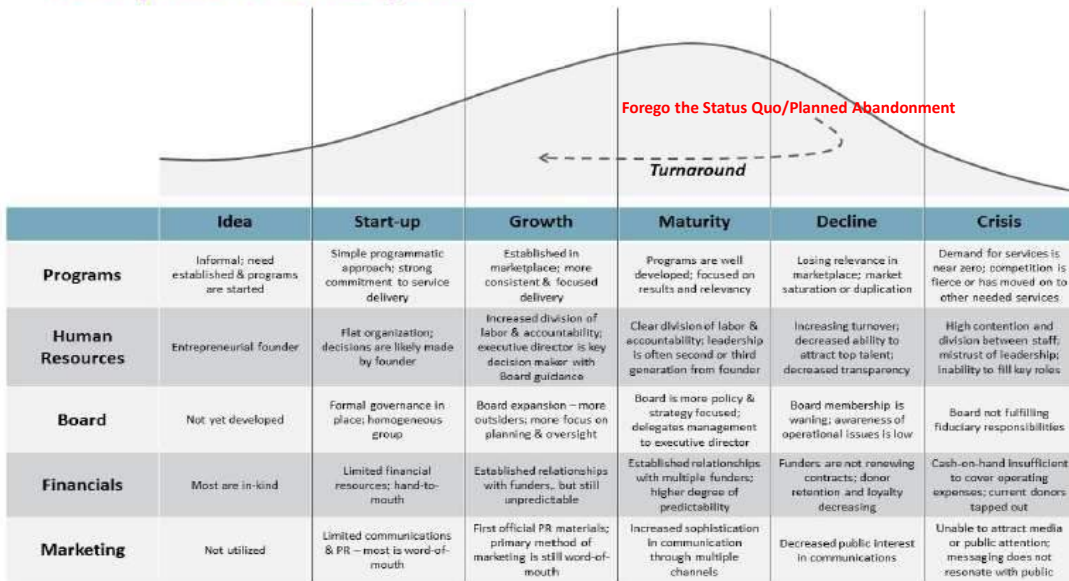 Forego the Status Quo/Planned Abandonment
Turnaround
Idea
Start-up
Growth
Maturity
Decline
Crisis
Programs
Informal; need
established & programs
are started
Simple programmatic
approach; strong
commitment to service
delivery
Established in
marketplace; more
consistent & focused
delivery
Programs are well
developed; focused on
results and relevancy
Losing relevance in
marketplace; market
saturation or duplication
Demand for services is
near zero; competition is
fierce or has moved on to
other needed services
Human
Resources
Entrepreneurial founder
Flat organization;
decisions are likely made
by founder
Increased division of
labor & accountability;
executive director is key
decision maker with
Board guidance
Clear division of labor &
accountability; leadership
is often second or third
generation from founder
Increasing turnover;
decreased ability to
attract top talent;
decreased transparency
High contention and
division between staff;
mistrust of leadership;
inability to fill key roles
Board
Not yet developed
Formal governance in
place; homogeneous
group
Board expansion – more
outsiders; more focus on
planning & oversight
Board is more policy &
strategy focused;
delegates management
to executive director
Board membership is
waning; awareness of
operational issues is low
Board not fulfilling
fiduciary responsibilities
Financials
Most are in-kind
Limited financial
resources; hand-to-
mouth
Established relationships
with funders, but still
unpredictable
Established relationships
with multiple funders;
higher degree of
predictability
Funders are not renewing
contracts; donor
retention and loyalty
decreasing
Cash-on-hand insufficient
to cover operating
expenses; current donors
tapped out
Marketing
Not utilized
Limited communications
& PR – most is word-of-
mouth
First official PR materials;
primary method of
marketing is still word-of-
mouth
Increased sophistication
in communication
through multiple
channels
Decreased public interest
in communications
Unable to attract media
or public attention;
messaging does not
resonate with public